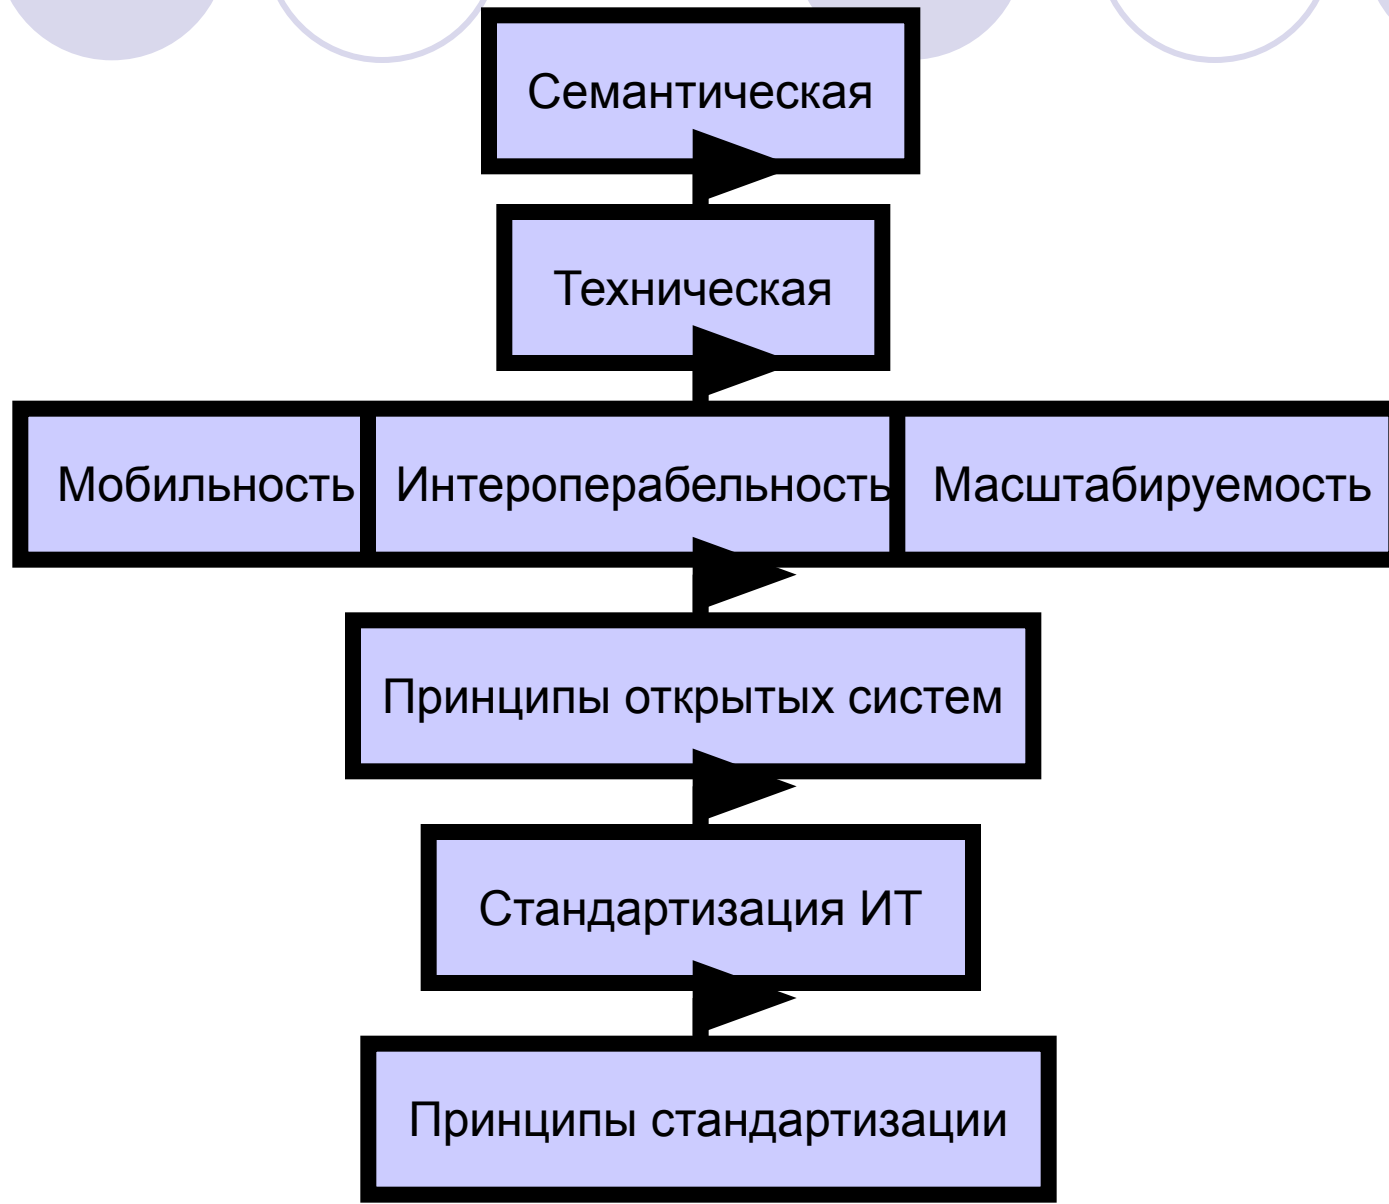 Семантическая
Техническая
Мобильность Интероперабельность Масштабируемость
Принципы открытых систем
Стандартизация ИТ
Принципы стандартизации